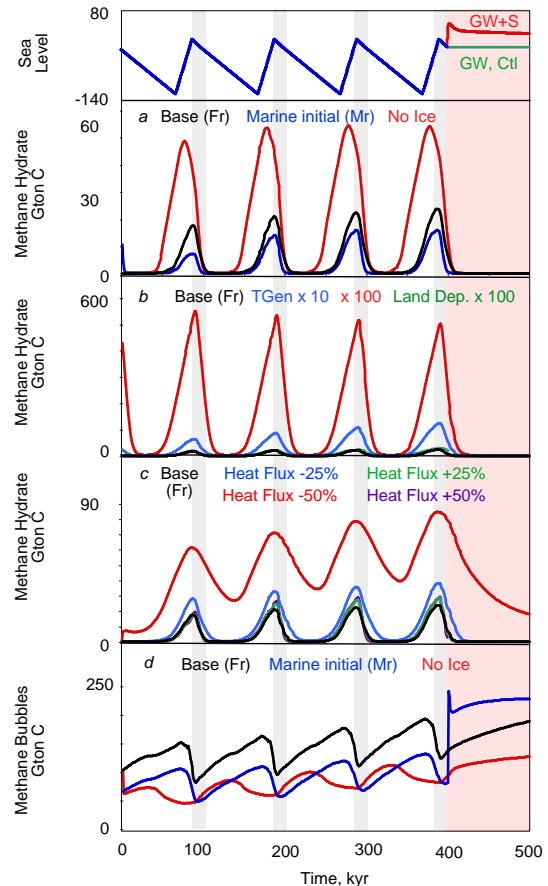 80
Sea
Level
-140
GW+S
GW, Ctl
a Base (Fr) Marine initial (Mr) No Ice
Methane Hydrate
Gton C
60
30
0
b Base (Fr) TGen x 10 x 100 Land Dep. x 100
Methane Hydrate
Gton C
600
0
c Base
(Fr)
Heat Flux -25% Heat Flux +25%
Heat Flux -50% Heat Flux +50%
Methane Hydrate
Gton C
90
0
d Base (Fr) Marine initial (Mr) No Ice
Methane Bubbles
Gton C
250
0
0 100 200 300 400 500
Time, kyr